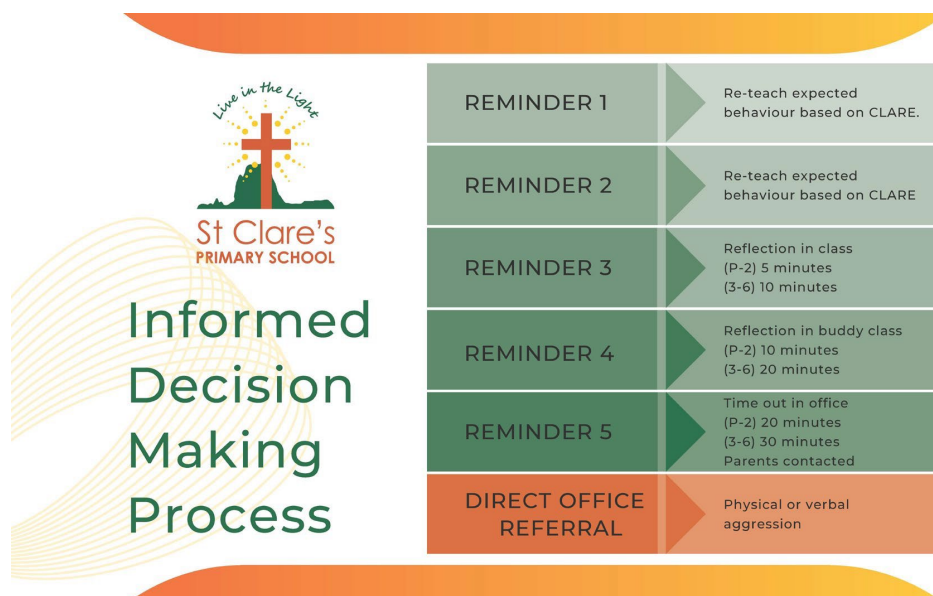 Live in the Light
St Clare's
PRIMARY SCHOOL
Informed
Decision
Making
Process
REMINDER 1
Re-teach expected
behaviour based on CLARE.
REMINDER 2
Re-teach expected
behaviour based on CLARE
REMINDER 3
Reflection in class
(P-2) 5 minutes
(3-6) 10 minutes
REMINDER 4
Reflection in buddy class
(P-2) 10 minutes
(3-6) 20 minutes
REMINDER 5
Time out in office
(P-2) 20 minutes
(3-6) 30 minutes
Parents contacted
DIRECT OFFICE
REFERRAL
Physical or verbal
aggression